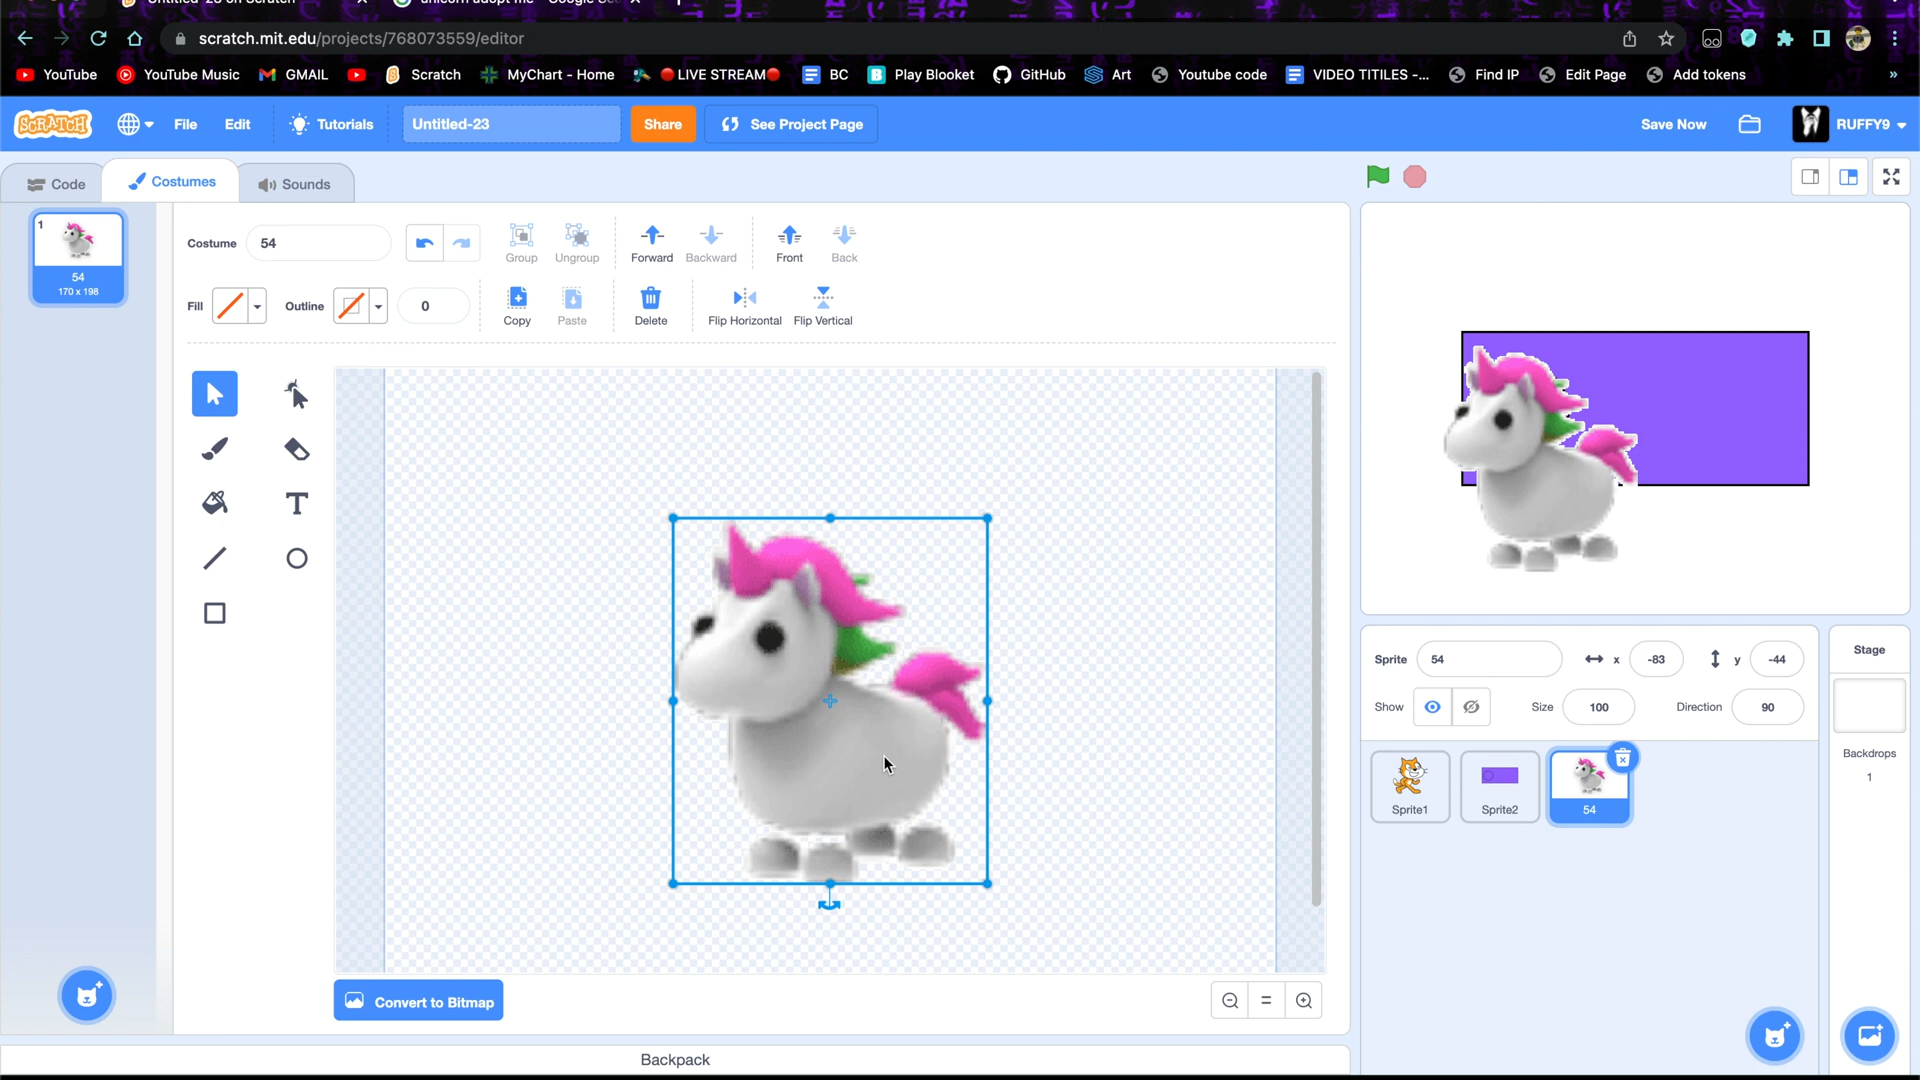 scratch.mit.edu/projects/768073559/editor
YouTube YouTube Music GMAIL Scratch MyChart - Home LIVE STREAM BC Play Blooket GitHub Art Youtube code VIDEO TITILES -... Find IP Edit Page Add tokens »
SCRATCH File Edit Tutorials Untitled-23 Share See Project Page Save Now RUFFY9
Code Costumes Sounds
1
54
170 x 198
Costume 54 Group Ungroup Forward Backward Front Back
Fill Outline 0 Copy Paste Delete Flip Horizontal Flip Vertical
T
Convert to Bitmap
Backpack
Sprite 54 x -83 y -44
Show Size 100 Direction 90
Sprite1 Sprite2 54
Stage
Backdrops
1